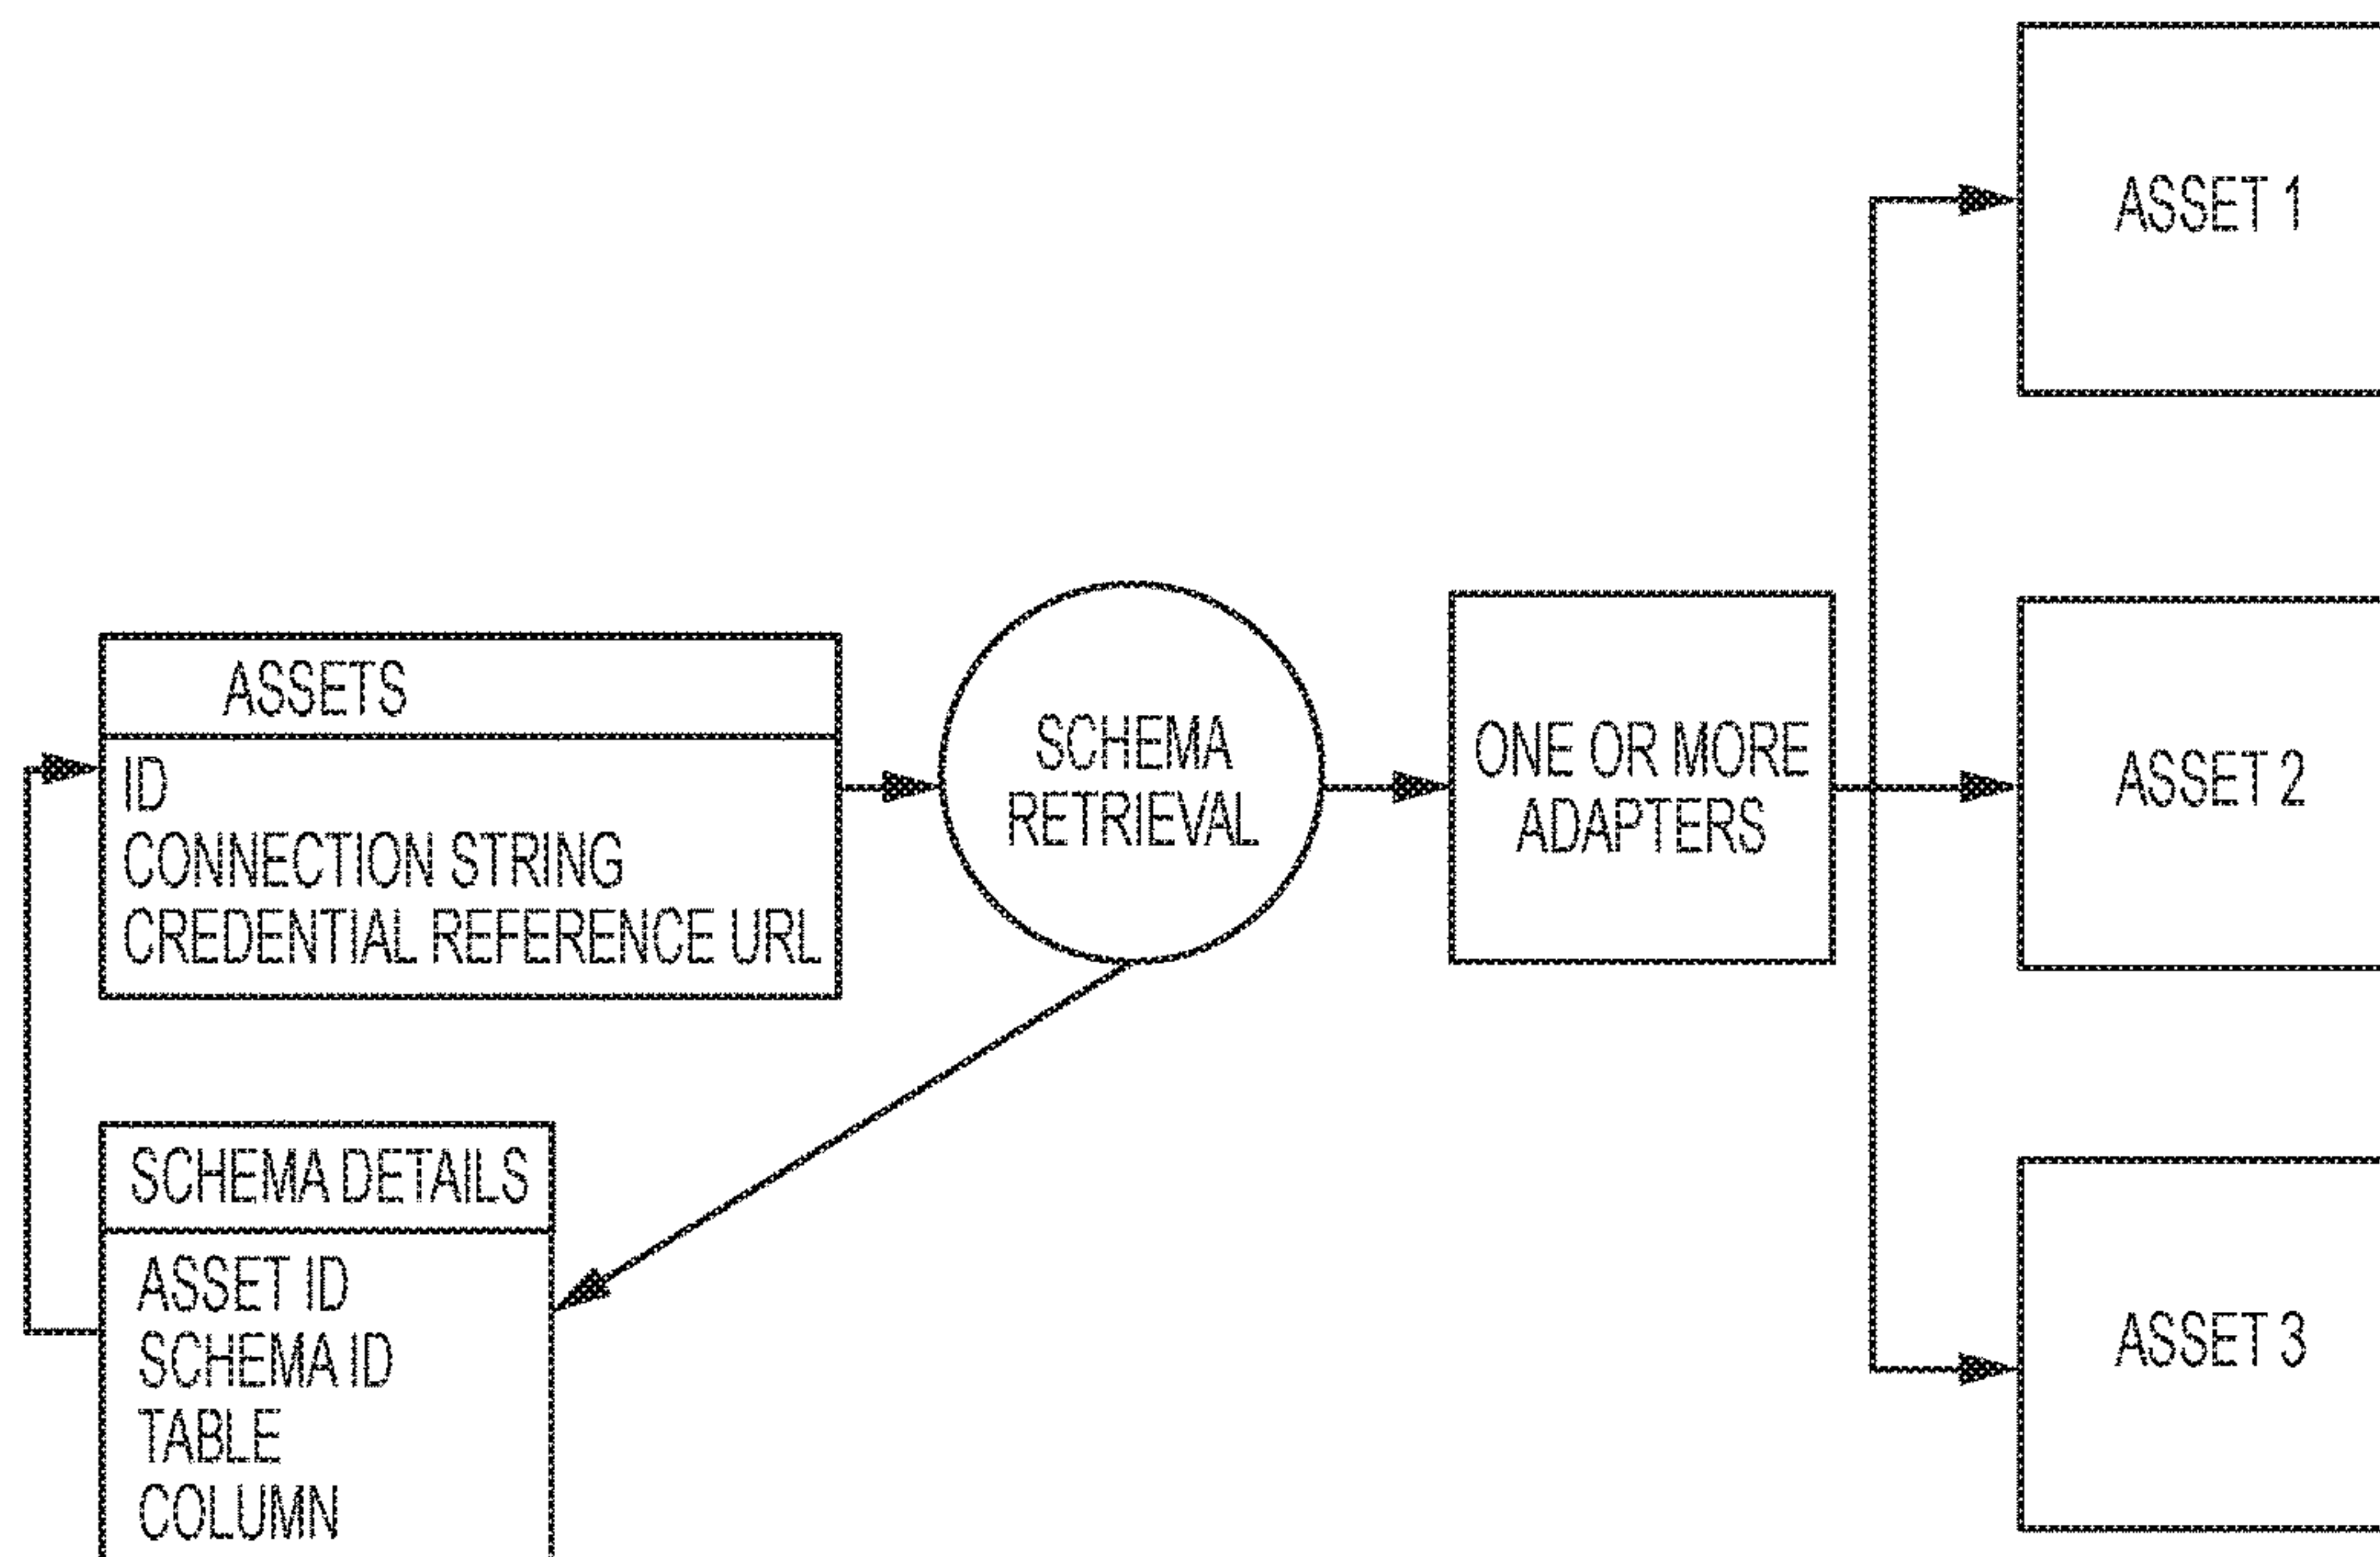 ASSETS
ID
CONNECTION STRING
CREDENTIAL REFERENCE URL
SCHEMA DETAILS
ASSET ID
SCHEMA ID
TABLE
COLUMN
SCHEMA
RETRIEVAL
ONE OR MORE
ADAPTERS
ASSET 1
ASSET 2
ASSET 3